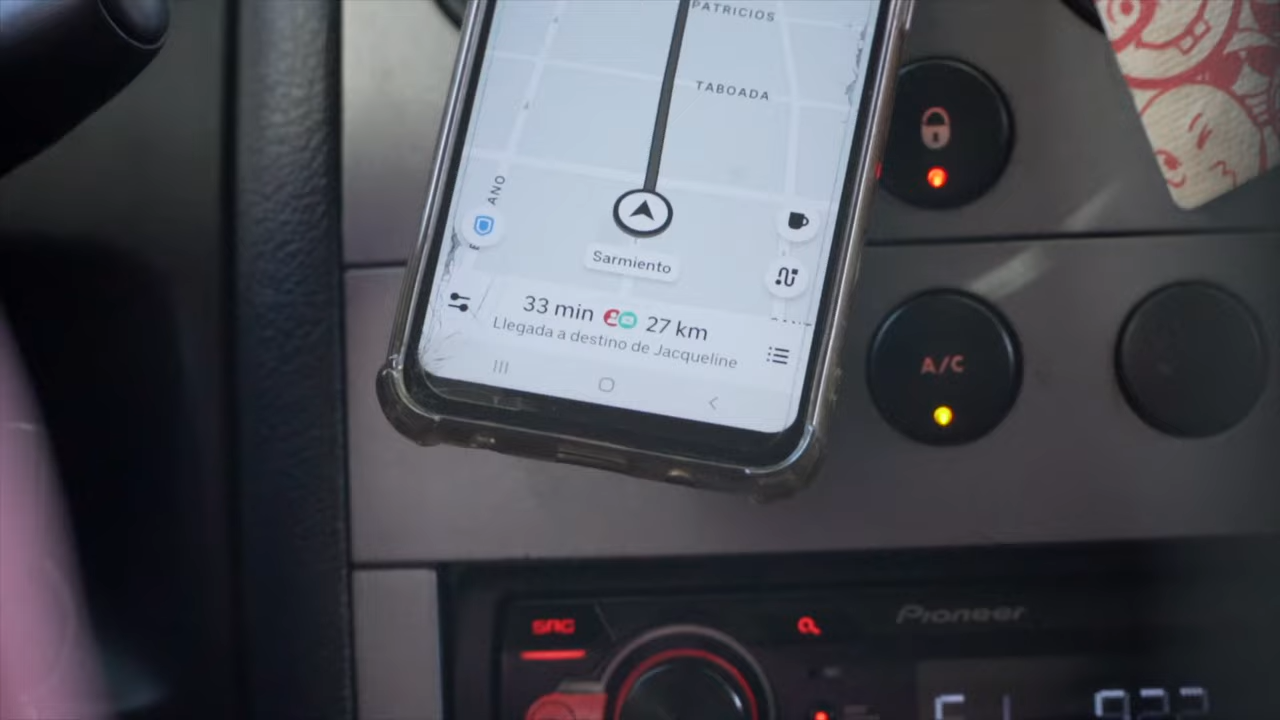 PATRICIOS
TABOADA
ANO
Sarmiento
33 min 27 km
Llegada a destino de Jacqueline
A/C
SRC
Pioneer